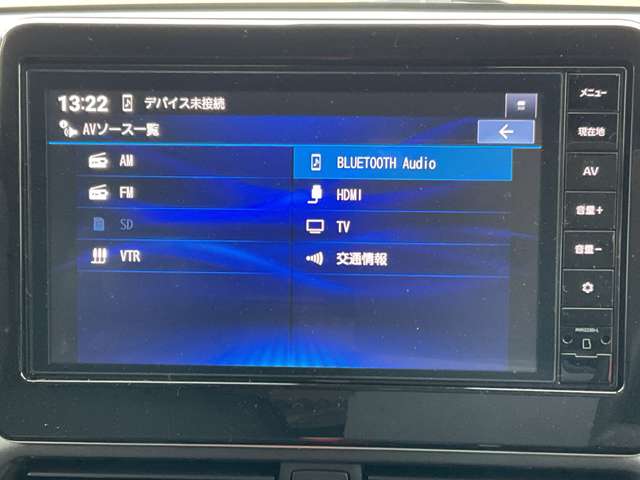 13:22 デバイス未接続
AVソース一覧
AM
BLUETOOTH Audio
FM
HDMI
SD
TV
VTR
交通情報
メニュー
現在地
AV
音量+
音量−